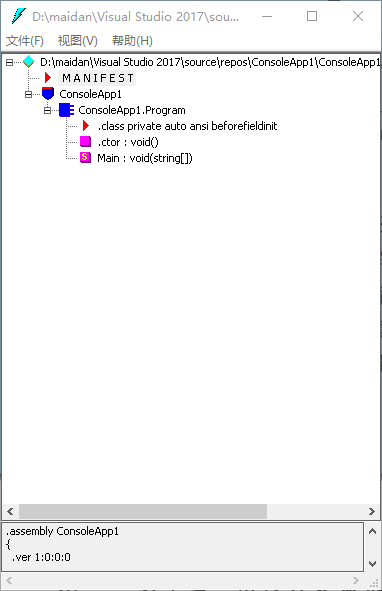 D:\maidan\Visual Studio 2017\sou...
文件(F) 视图(V) 帮助(H)
D:\maidan\Visual Studio 2017\source\repos\ConsoleApp1\ConsoleApp1
M A N I F E S T
ConsoleApp1
ConsoleApp1.Program
.class private auto ansi beforefieldinit
.ctor : void()
S
Main : void(string[])
.assembly ConsoleApp1
{
.ver 1:0:0:0